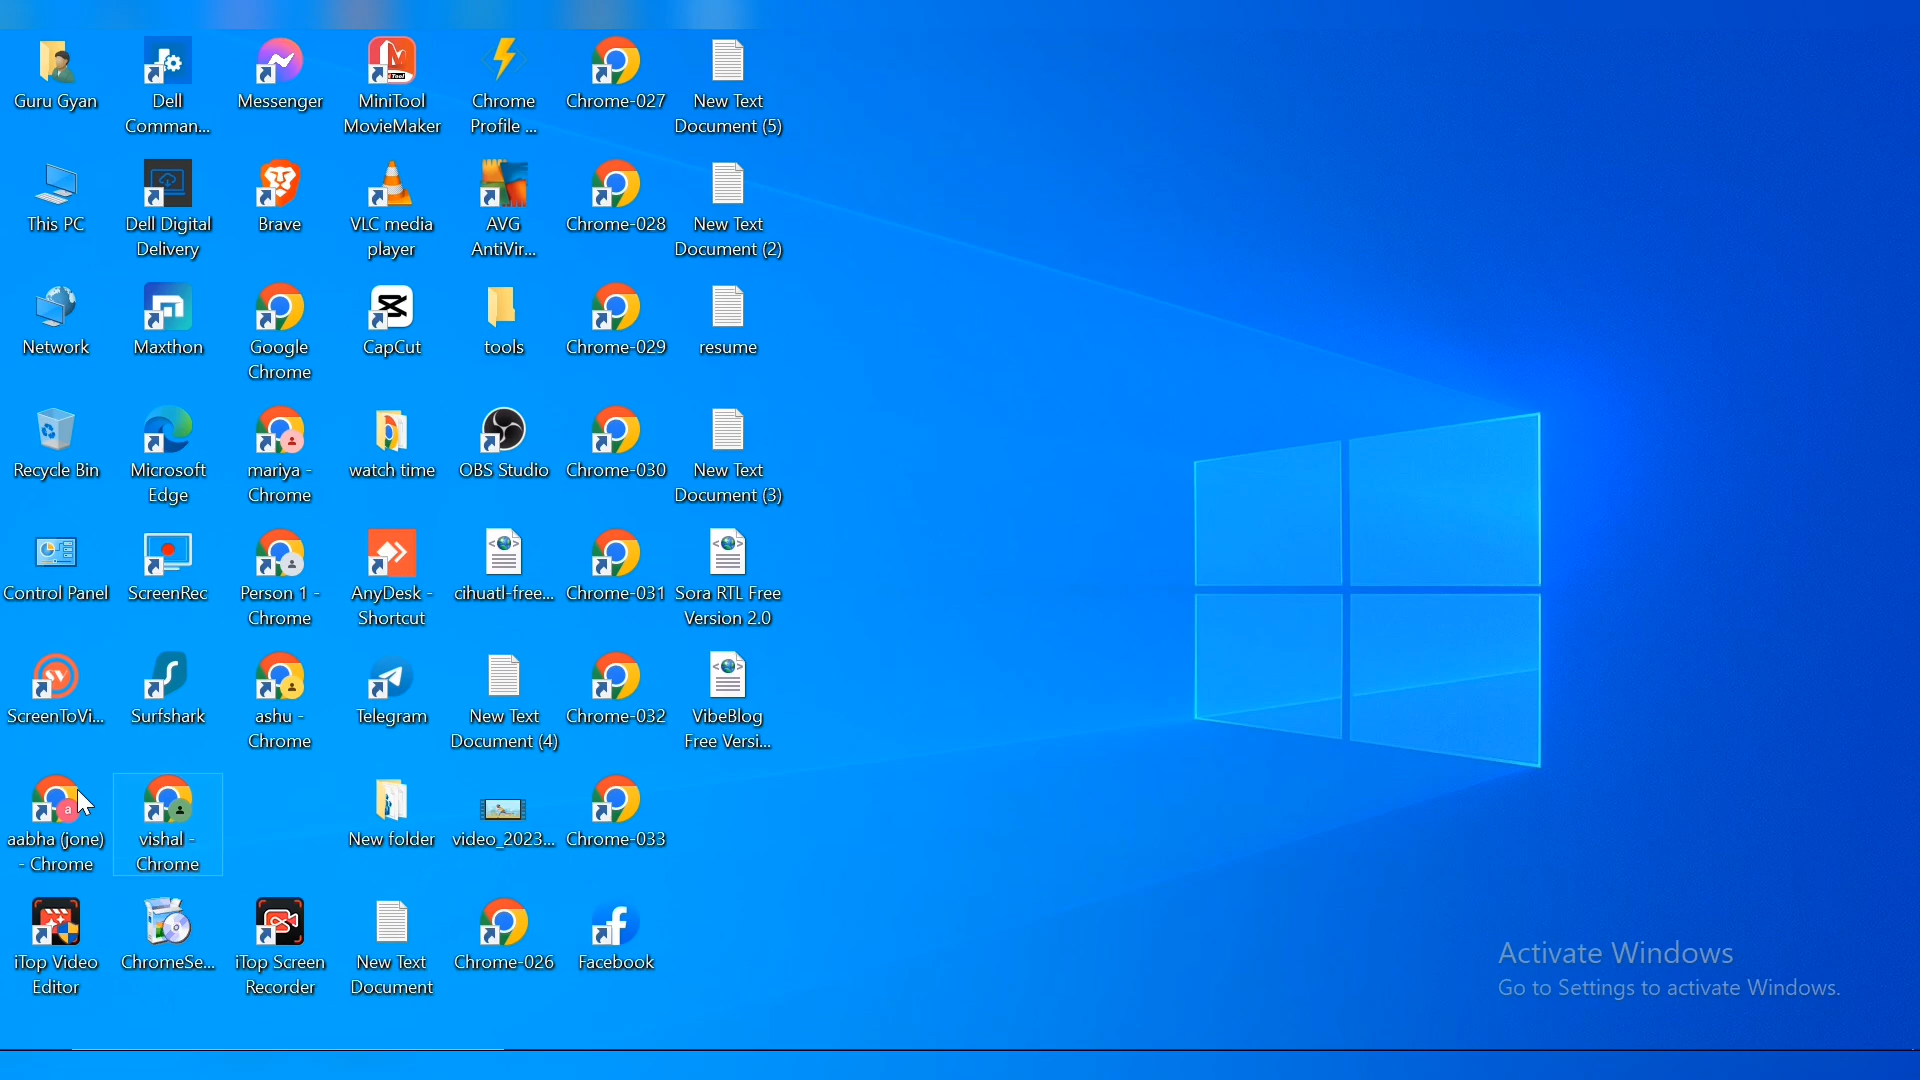 Guru Gyan
Dell
Comman...
Messenger
MiniTool
MovieMaker
Chrome
Profile ...
Chrome-027
New Text
Document (5)
This PC
Dell Digital
Delivery
Brave
VLC media
player
AVG
AntiVir...
Chrome-028
New Text
Document (2)
Network
Maxthon
Google
Chrome
CapCut
tools
Chrome-029
resume
Recycle Bin
Microsoft
Edge
mariya -
Chrome
watch time
OBS Studio
Chrome-030
New Text
Document (3)
Control Panel
ScreenRec
Person 1 -
Chrome
AnyDesk -
Shortcut
cihuatl-free...
Chrome-031
Sora RTL Free
Version 2.0
ScreenToVi...
Surfshark
ashu -
Chrome
Telegram
New Text
Document (4)
Chrome-032
VibeBlog
Free Versi...
aabha (jone)
- Chrome
vishal -
Chrome
New folder
video_2023...
Chrome-033
iTop Video
Editor
ChromeSe...
iTop Screen
Recorder
New Text
Document
Chrome-026
Facebook
Activate Windows
Go to Settings to activate Windows.